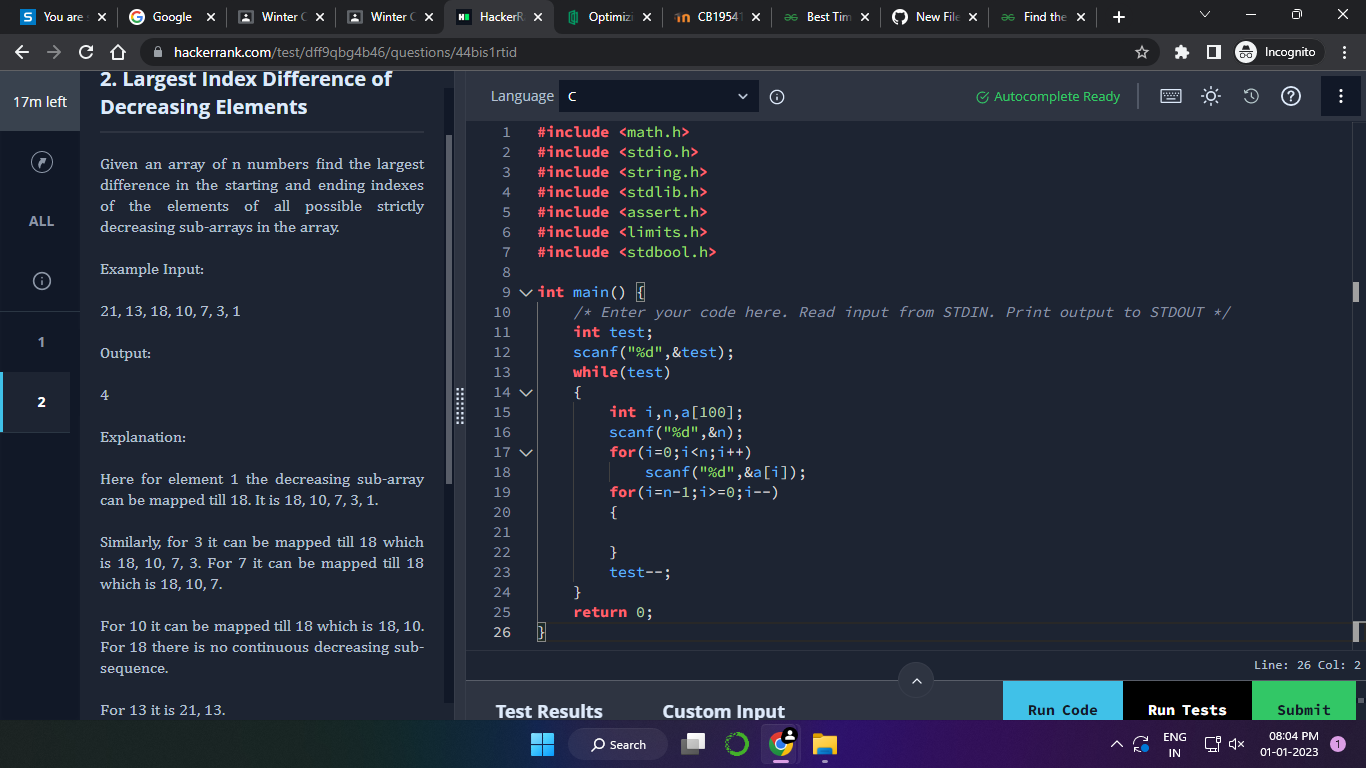 You are
Google
Winter C
Winter C
HackerR
Optimizi
CB19541
Best Tim
New File
Find the
hackerrank.com/test/dff9qbg4b46/questions/44bis1rtid
Incognito
17m left
ALL
1
2
2. Largest Index Difference of
Decreasing Elements
Given an array of n numbers find the largest
difference in the starting and ending indexes
of the elements of all possible strictly
decreasing sub-arrays in the array.
Example Input:
21, 13, 18, 10, 7, 3, 1
Output:
4
Explanation:
Here for element 1 the decreasing sub-array
can be mapped till 18. It is 18, 10, 7, 3, 1.
Similarly, for 3 it can be mapped till 18 which
is 18, 10, 7, 3. For 7 it can be mapped till 18
which is 18, 10, 7.
For 10 it can be mapped till 18 which is 18, 10.
For 18 there is no continuous decreasing sub-
sequence.
For 13 it is 21, 13.
Language C
Autocomplete Ready
1 #include <math.h>
2 #include <stdio.h>
3 #include <string.h>
4 #include <stdlib.h>
5 #include <assert.h>
6 #include <limits.h>
7 #include <stdbool.h>
8
9 int main() {
10 /* Enter your code here. Read input from STDIN. Print output to STDOUT */
11 int test;
12 scanf("%d",&test);
13 while(test)
14 {
15 int i,n,a[100];
16 scanf("%d",&n);
17 for(i=0;i<n;i++)
18 scanf("%d",&a[i]);
19 for(i=n-1;i>=0;i--)
20 {
21
22 }
23 test--;
24 }
25 return 0;
26 }
Line: 26 Col: 2
Test Results
Custom Input
Run Code
Run Tests
Submit
Search
ENG
IN
08:04 PM
01-01-2023
1